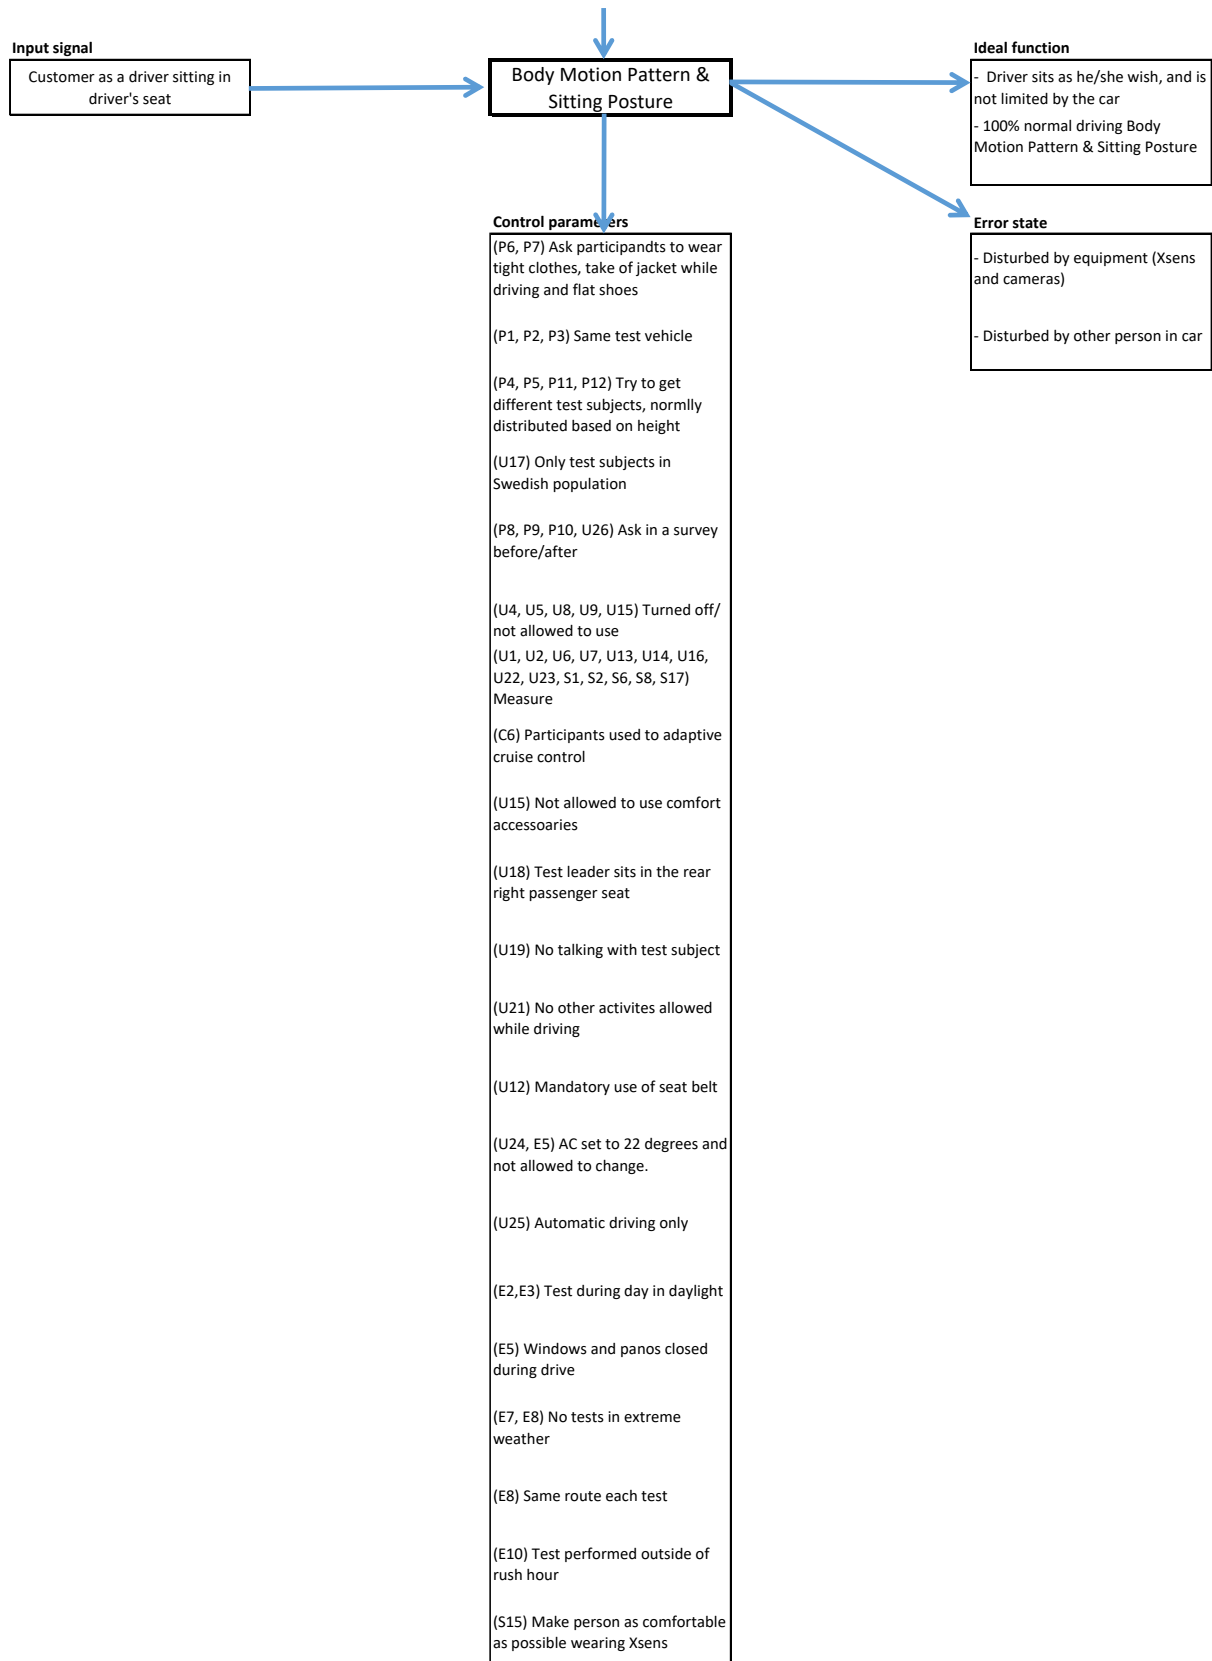 Input signal
Customer as a driver sitting in
driver's seat
Body Motion Pattern &
Sitting Posture
Ideal function
-  Driver sits as he/she wish, and is
not limited by the car
- 100% normal driving Body
Motion Pattern & Sitting Posture
Error state
- Disturbed by equipment (Xsens
and cameras)
- Disturbed by other person in car
Control parameters
(P6, P7) Ask participandts to wear
tight clothes, take of jacket while
driving and flat shoes
(P1, P2, P3) Same test vehicle
(P4, P5, P11, P12) Try to get
different test subjects, normlly
distributed based on height
(U17) Only test subjects in
Swedish population
(P8, P9, P10, U26) Ask in a survey
before/after
(U4, U5, U8, U9, U15) Turned off/
not allowed to use
(U1, U2, U6, U7, U13, U14, U16,
U22, U23, S1, S2, S6, S8, S17)
Measure
(C6) Participants used to adaptive
cruise control
(U15) Not allowed to use comfort
accessoaries
(U18) Test leader sits in the rear
right passenger seat
(U19) No talking with test subject
(U21) No other activites allowed
while driving
(U12) Mandatory use of seat belt
(U24, E5) AC set to 22 degrees and
not allowed to change.
(U25) Automatic driving only
(E2,E3) Test during day in daylight
(E5) Windows and panos closed
during drive
(E7, E8) No tests in extreme
weather
(E8) Same route each test
(E10) Test performed outside of
rush hour
(S15) Make person as comfortable
as possible wearing Xsens